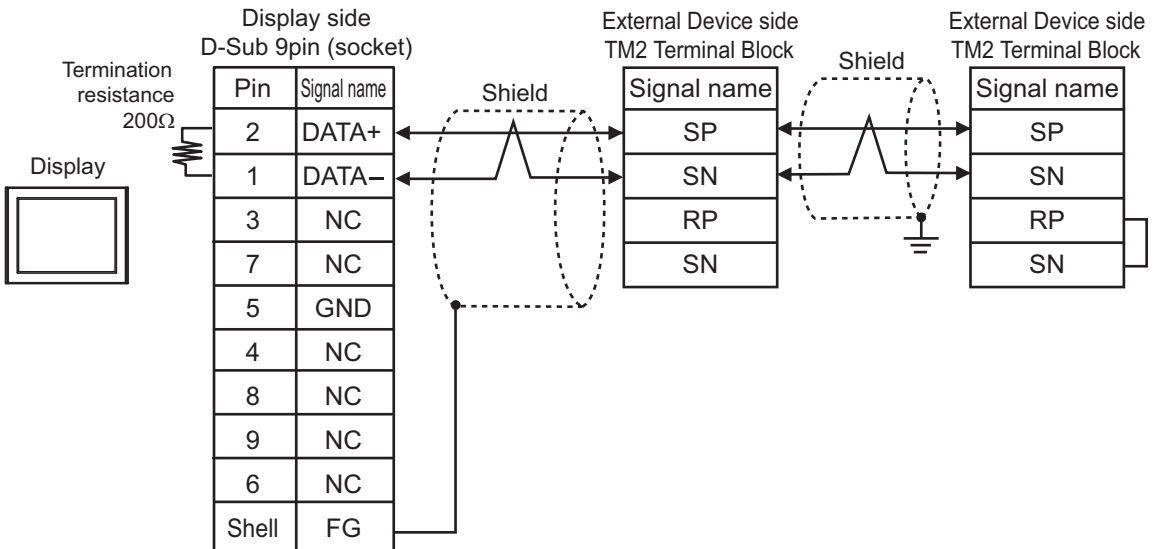 Display side
D-Sub 9pin (socket)
External Device side
TM2 Terminal Block
External Device side
TM2 Terminal Block
Termination
resistance
200Ω
Display
Pin Signal name
2 DATA+
1 DATA−
3 NC
7 NC
5 GND
4 NC
8 NC
9 NC
6 NC
Shell FG
Shield
Signal name
SP
SN
RP
SN
Shield
Signal name
SP
SN
RP
SN